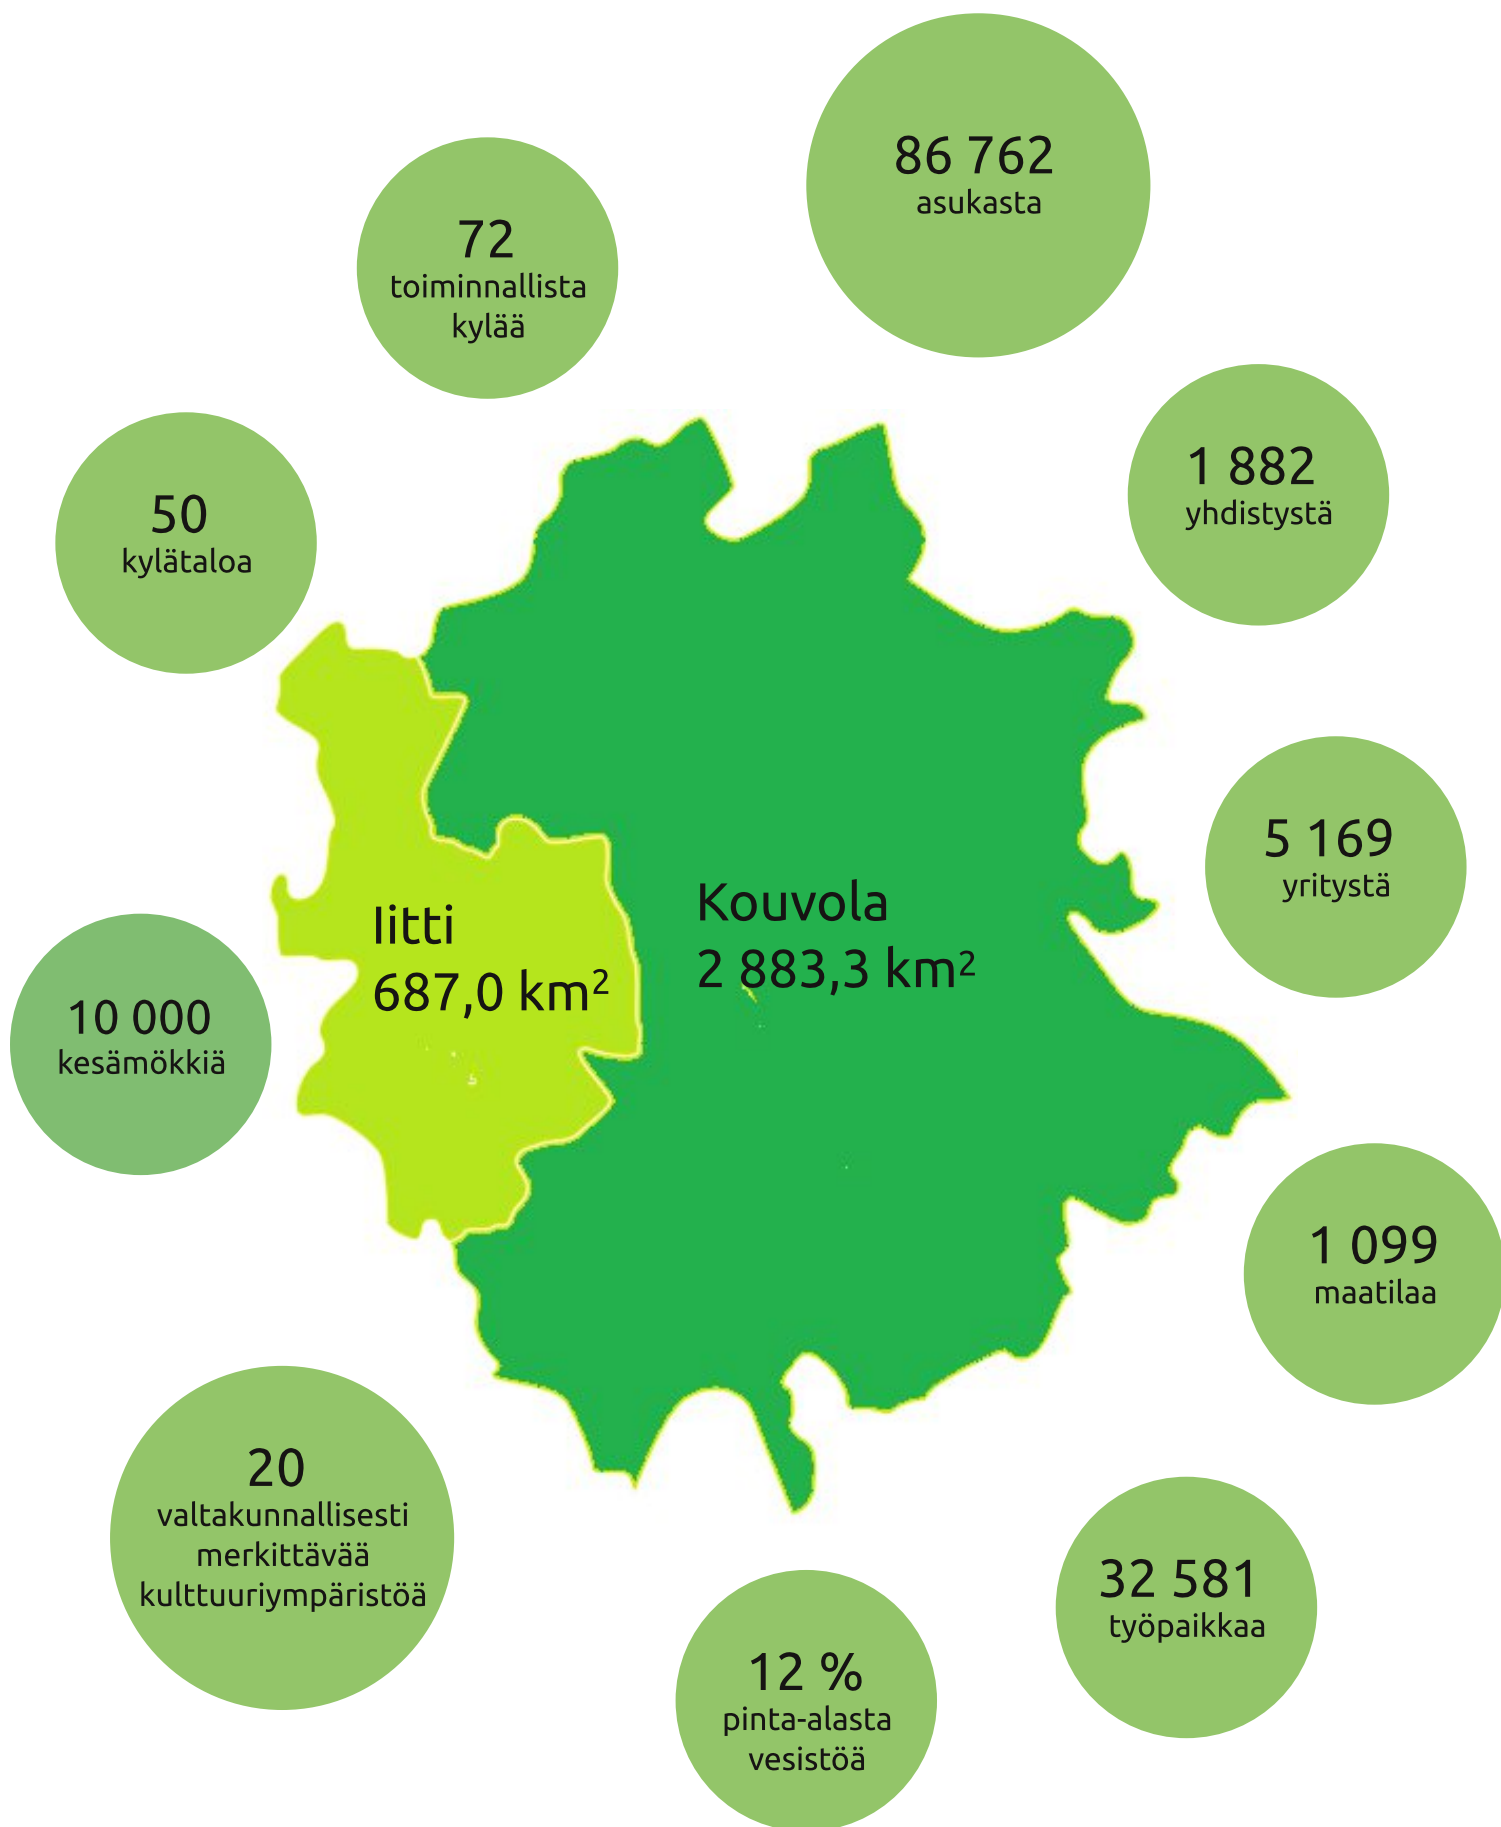 86 762
asukasta
72
toiminnallista
kylää
1 882
yhdistystä
50
kylätaloa
5 169
yritystä
Iitti
687,0 km²
Kouvola
2 883,3 km²
10 000
kesämökkiä
1 099
maatilaa
20
valtakunnallisesti
merkittävää
kulttuuriympäristöä
32 581
työpaikkaa
12 %
pinta-alasta
vesistöä